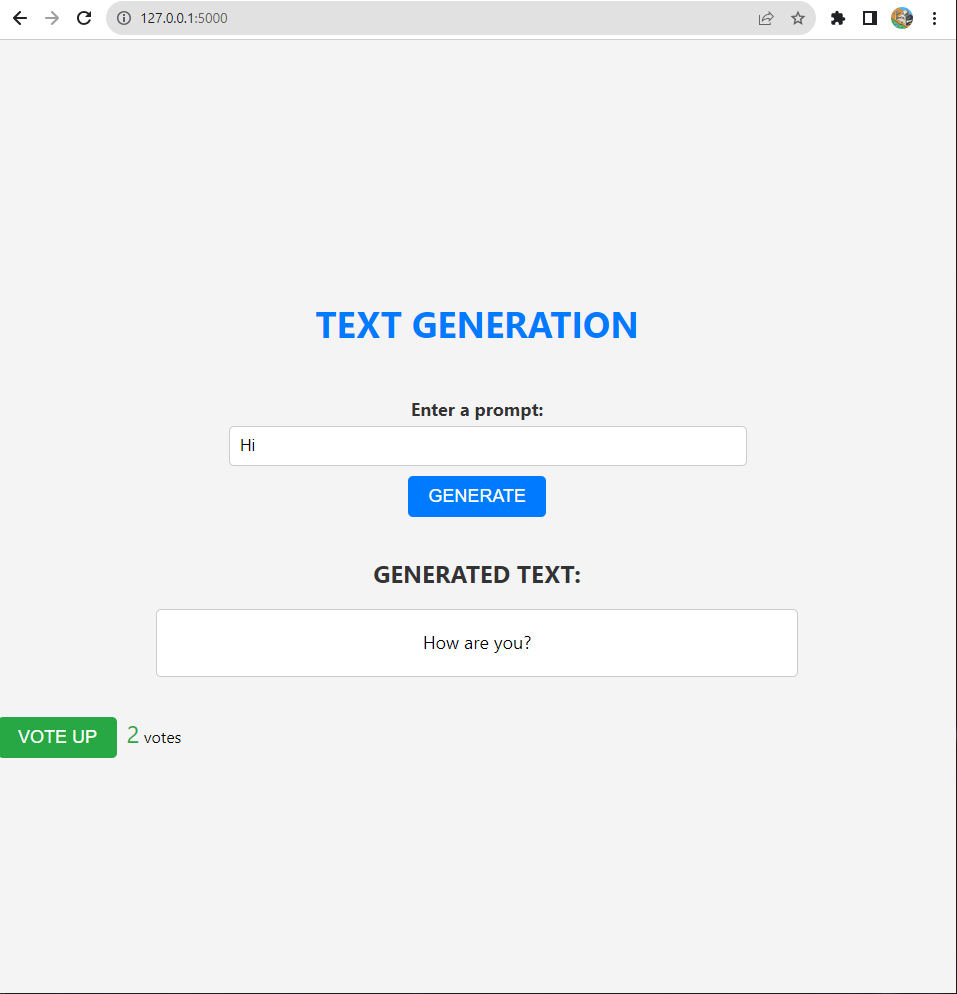 127.0.0.1:5000
TEXT GENERATION
Enter a prompt:
Hi
GENERATE
GENERATED TEXT:
How are you?
VOTE UP 2 votes